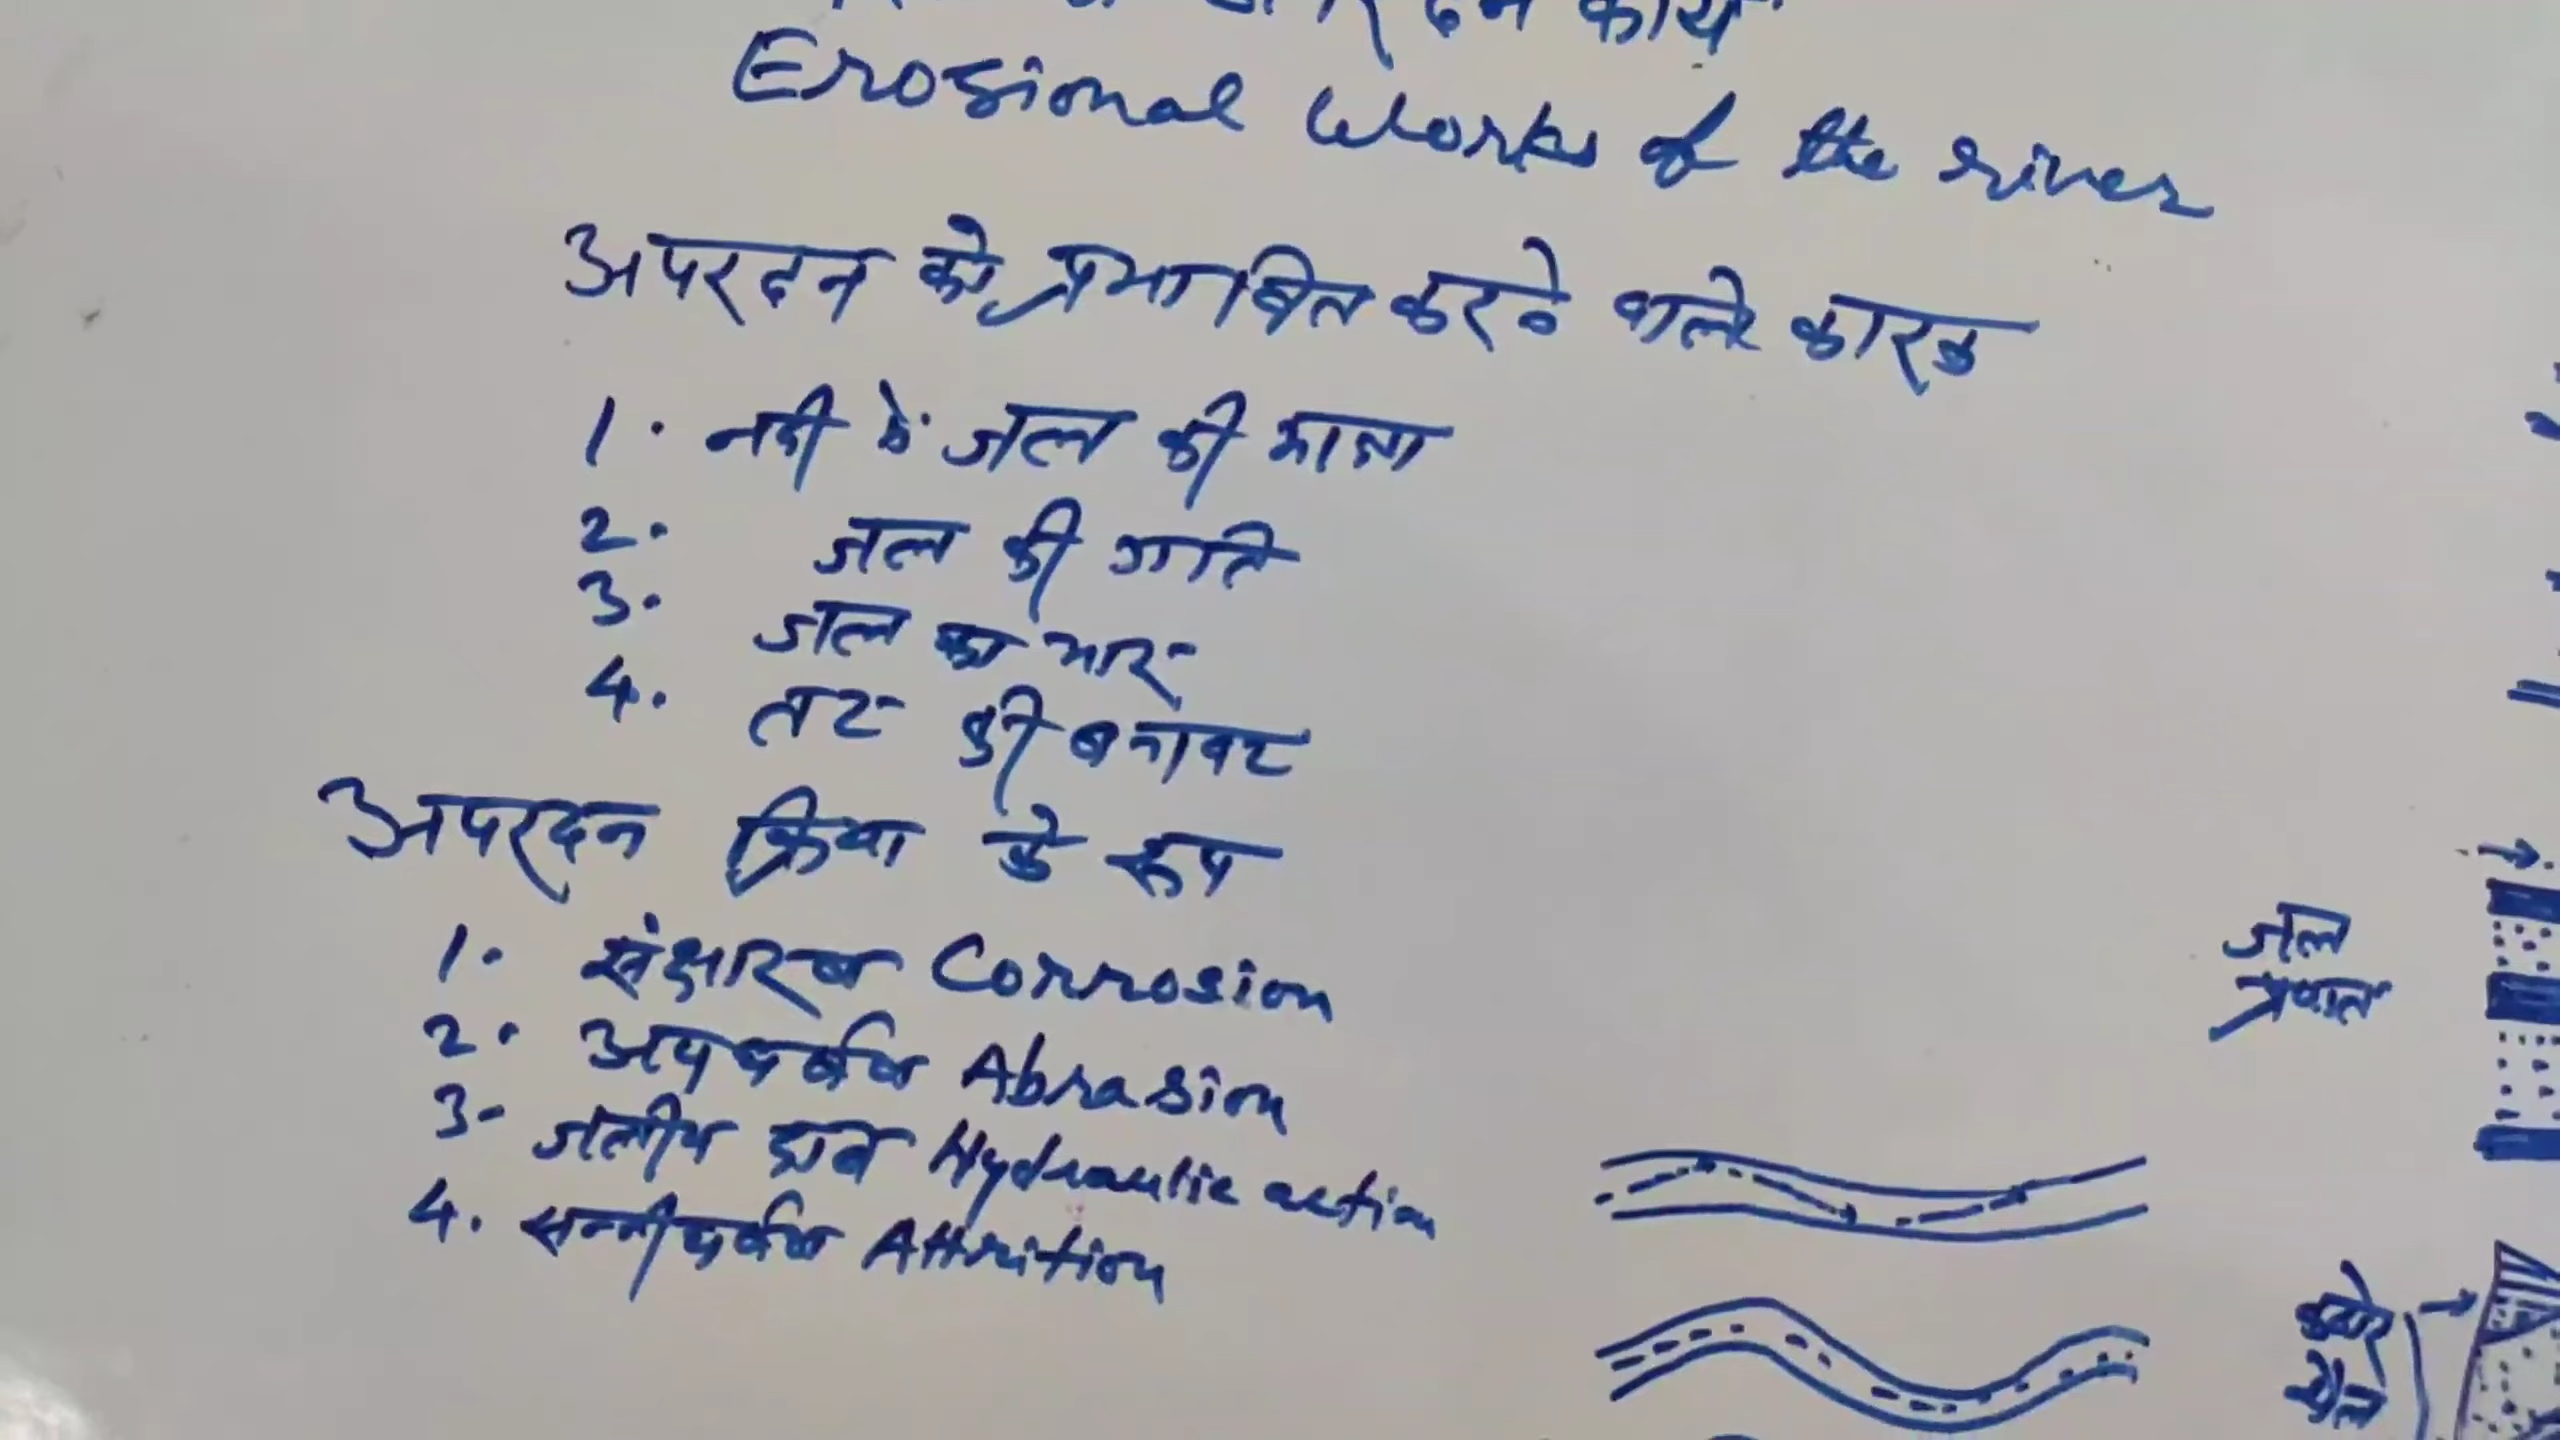 कार्य
Erosional Works of the river
अपरदन को प्रभावित करने वाले कारक
1. नदी के जल की मात्रा
2. जल की गति
3. जल का भार
4. तट की बनावट
अपरदन क्रिया के रूप
1. संक्षारण Corrosion
2. अपघर्षण Abrasion
3- जलीय दाब Hydraulic action
4. सन्नीघर्षण Attrition
जल
प्रपात
कठोर
शैल